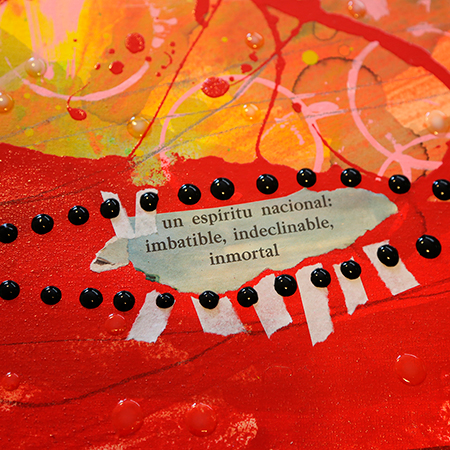 un espíritu nacional:
imbatible, indeclinable,
inmortal